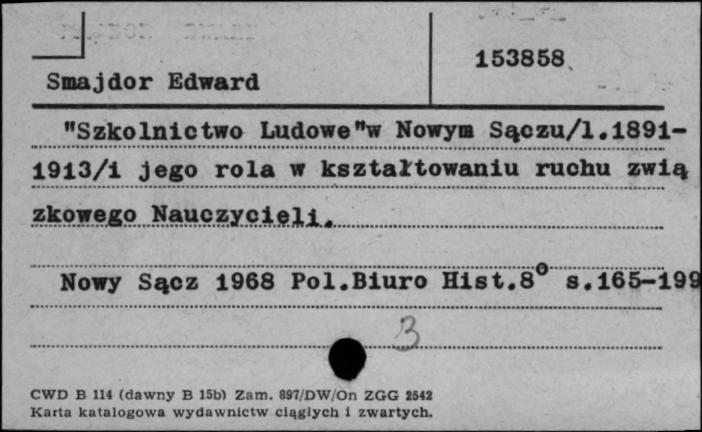 153858
Smajdor Edward
"Szkolnictwo Ludowe"w Nowym Sączu/l.1891-
1913/i jego rola w kształtowaniu ruchu zwią
zkowego Nauczycieli.
Nowy Sącz 1968 Pol.Biuro Hist.8° s.165-199
3
CWD B 114 (dawny B 15b) Zam. 897/DW/On ZGG 2542
Karta katalogowa wydawnictw ciągłych i zwartych.